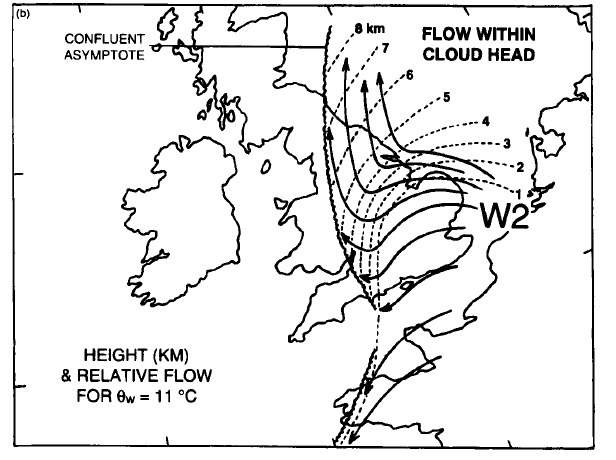 (b)
CONFLUENT
ASYMPTOTE
8 km
7
6
5
4
3
2
1
FLOW WITHIN
CLOUD HEAD
W2
HEIGHT (KM)
& RELATIVE FLOW
FOR θw = 11 °C